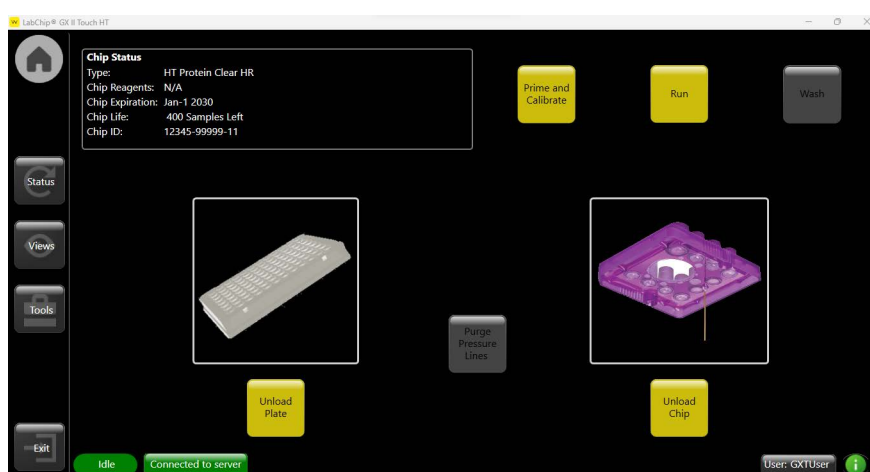 LabChip® GX II Touch HT
Chip Status
Type: HT Protein Clear HR
Chip Reagents: N/A
Chip Expiration: Jan-1 2030
Chip Life: 400 Samples Left
Chip ID: 12345-99999-11
Prime and
Calibrate
Run
Wash
Status
Views
Tools
Purge
Pressure
Lines
Unload
Plate
Unload
Chip
Exit
Idle
Connected to server
User: GXTUser
i